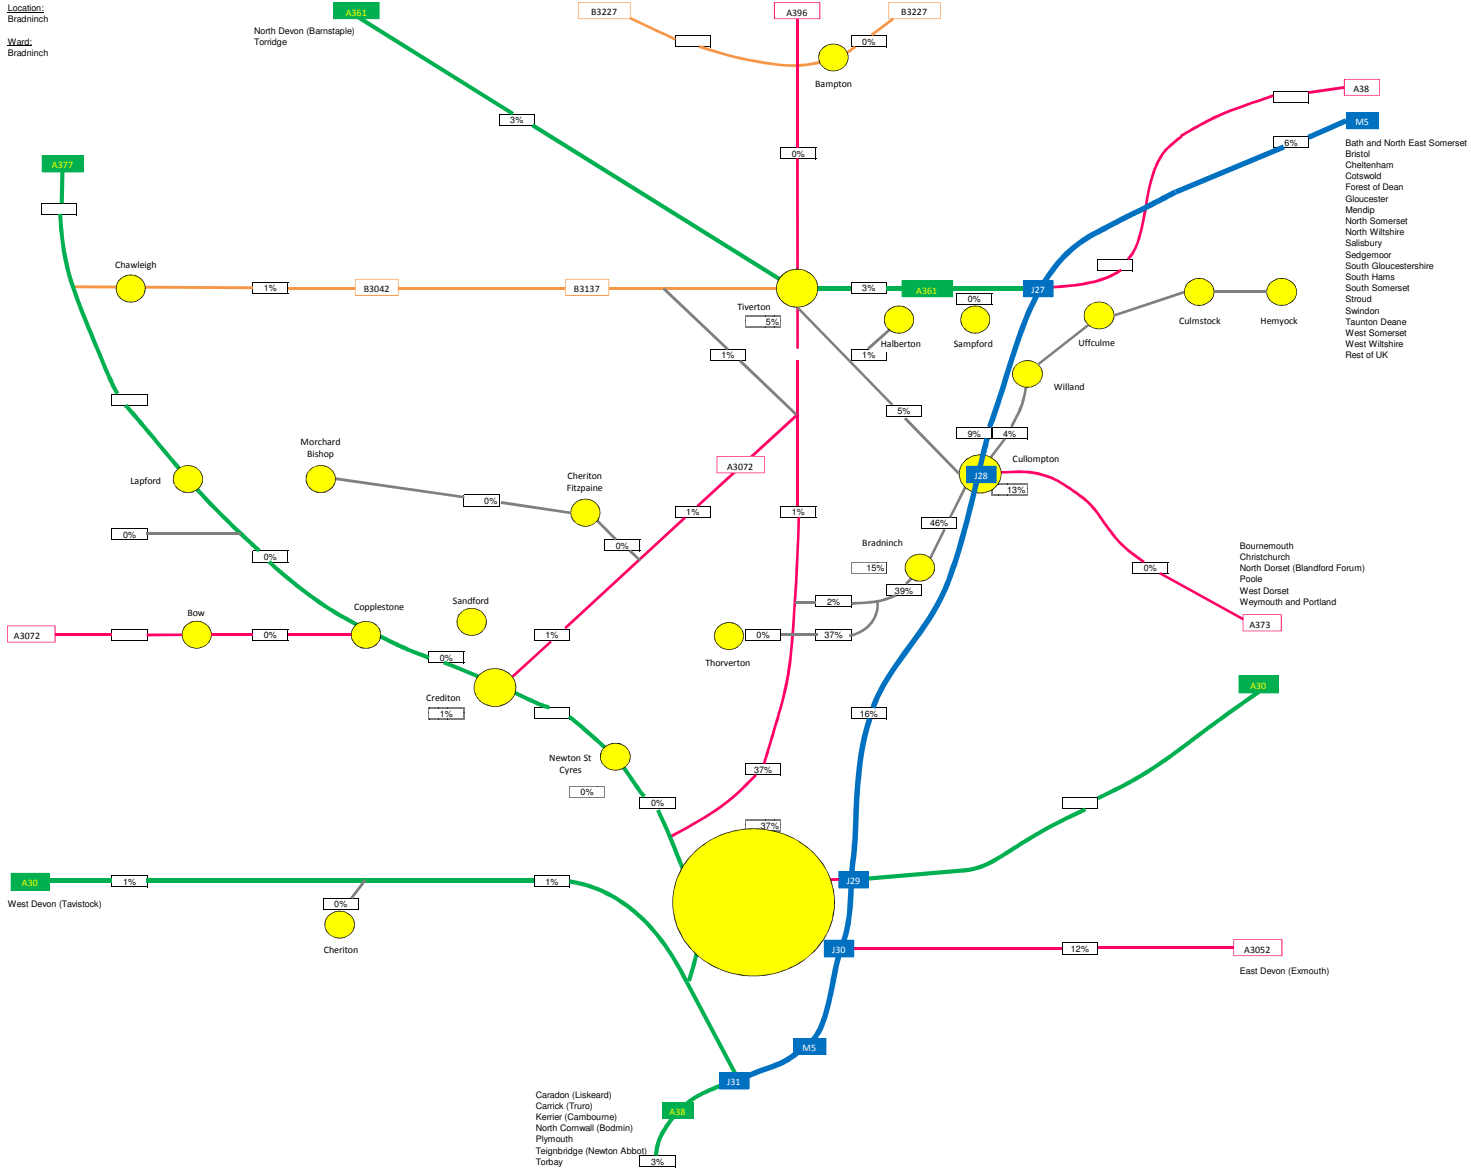 Location:
Bradninch
Ward:
Bradninch
A361
North Devon (Barnstaple)
Torridge
B3227
A396
B3227
0%
Bampton
3%
0%
A38
M5
6%
Bath and North East Somerset
Bristol
Cheltenham
Cotswold
Forest of Dean
Gloucester
Mendip
North Somerset
North Wiltshire
Salisbury
Sedgemoor
South Gloucestershire
South Hams
South Somerset
Stroud
Swindon
Taunton Deane
West Somerset
West Wiltshire
Rest of UK
A377
Chawleigh
1%
B3042
B3137
Tiverton
5%
3%
A361
0%
J27
Halberton
Sampford
1%
1%
Culmstock
Hemyock
Uffculme
Willand
5%
9%
4%
Cullompton
J28
13%
Lapford
Morchard
Bishop
Cheriton
Fitzpaine
A3072
0%
1%
1%
46%
0%
0%
0%
Bradninch
15%
39%
0%
Bournemouth
Christchurch
North Dorset (Blandford Forum)
Poole
West Dorset
Weymouth and Portland
A373
A3072
Bow
0%
Copplestone
Sandford
1%
2%
0%
37%
Thorverton
0%
Crediton
1%
16%
A30
Newton St
Cyres
0%
37%
0%
37%
A30
1%
1%
West Devon (Tavistock)
0%
Cheriton
J29
J30
12%
A3052
East Devon (Exmouth)
M5
J31
A38
Caradon (Liskeard)
Carrick (Truro)
Kerrier (Cambourne)
North Cornwall (Bodmin)
Plymouth
Teignbridge (Newton Abbot)
Torbay
3%